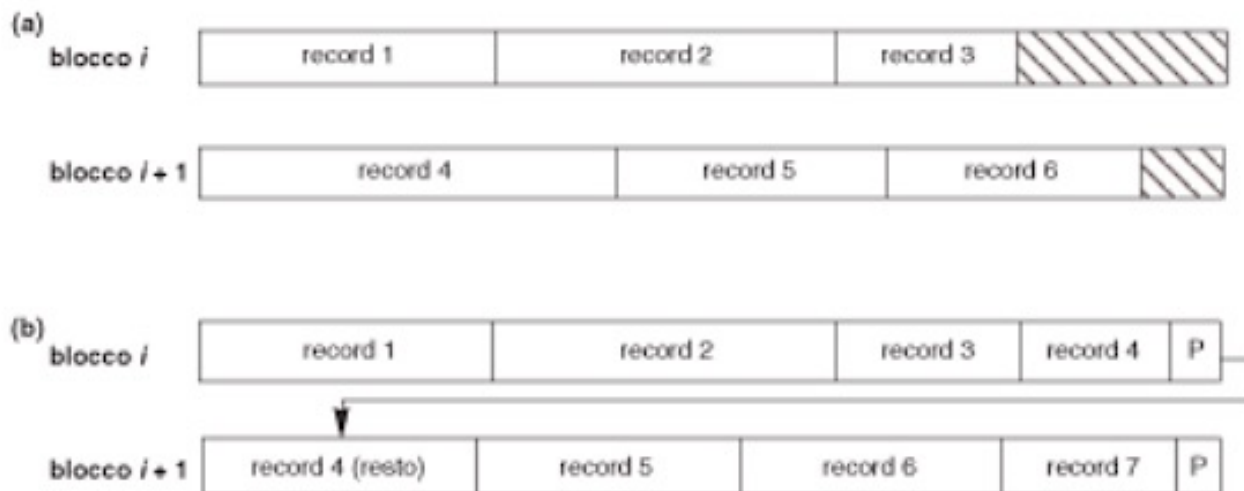 (a)
blocco i record 1 record 2 record 3
blocco i + 1 record 4 record 5 record 6
(b)
blocco i record 1 record 2 record 3 record 4 P
blocco i + 1 record 4 (resto) record 5 record 6 record 7 P